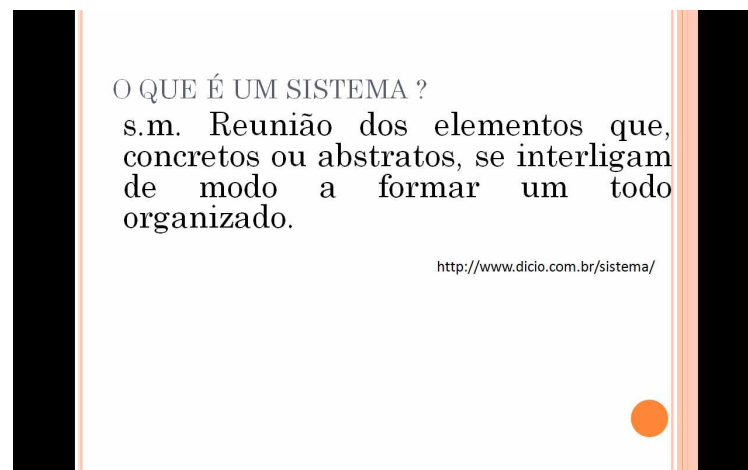 O QUE É UM SISTEMA ?
s.m. Reunião dos elementos que,
concretos ou abstratos, se interligam
de modo a formar um todo
organizado.
http://www.dicio.com.br/sistema/